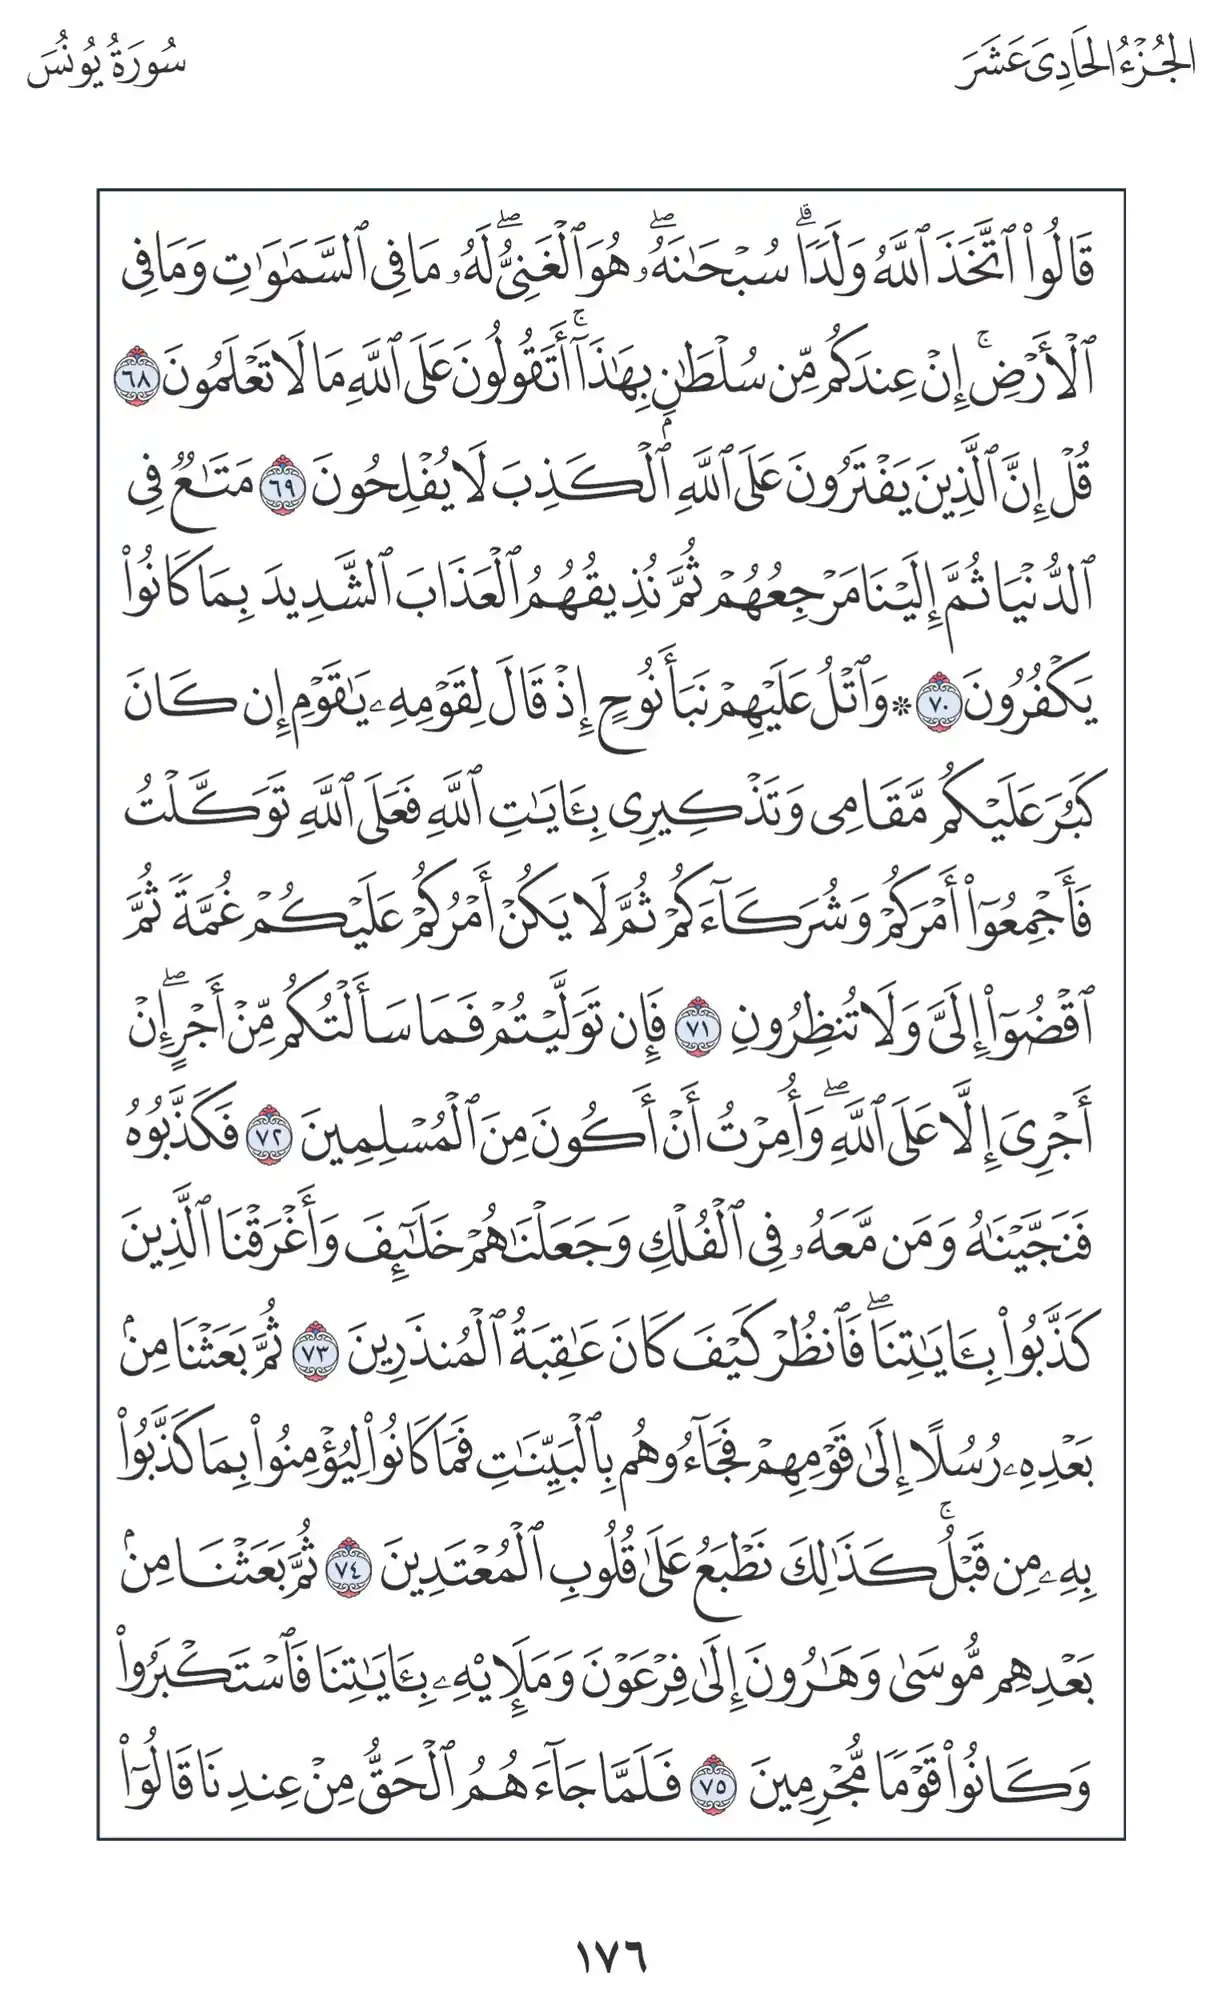 الجُزْءُ الحَادِى عَشَرَ
سُورَةُ يُونُسَ
قَالُوا۟ ٱتَّخَذَ ٱللَّهُ وَلَدًاۗ سُبْحَـٰنَهُۥۖ هُوَ ٱلْغَنِىُّۖ لَهُۥ مَا فِى ٱلسَّمَـٰوَٰتِ وَمَا فِى
ٱلْأَرْضِۚ إِنْ عِندَكُم مِّن سُلْطَـٰنٍۭ بِهَـٰذَآۚ أَتَقُولُونَ عَلَى ٱللَّهِ مَا لَا تَعْلَمُونَ ٦٨
قُلْ إِنَّ ٱلَّذِينَ يَفْتَرُونَ عَلَى ٱللَّهِ ٱلْكَذِبَ لَا يُفْلِحُونَ ٦٩ مَتَـٰعٌ فِى
ٱلدُّنْيَا ثُمَّ إِلَيْنَا مَرْجِعُهُمْ ثُمَّ نُذِيقُهُمُ ٱلْعَذَابَ ٱلشَّدِيدَ بِمَا كَانُوا۟
يَكْفُرُونَ ٧٠ * وَٱتْلُ عَلَيْهِمْ نَبَأَ نُوحٍ إِذْ قَالَ لِقَوْمِهِۦ يَـٰقَوْمِ إِن كَانَ
كَبُرَ عَلَيْكُم مَّقَامِى وَتَذْكِيرِى بِـَٔايَـٰتِ ٱللَّهِ فَعَلَى ٱللَّهِ تَوَكَّلْتُ
فَأَجْمِعُوٓا۟ أَمْرَكُمْ وَشُرَكَآءَكُمْ ثُمَّ لَا يَكُنْ أَمْرُكُمْ عَلَيْكُمْ غُمَّةً ثُمَّ
ٱقْضُوٓا۟ إِلَىَّ وَلَا تُنظِرُونِ ٧١ فَإِن تَوَلَّيْتُمْ فَمَا سَأَلْتُكُم مِّنْ أَجْرٍۖ إِنْ
أَجْرِىَ إِلَّا عَلَى ٱللَّهِۖ وَأُمِرْتُ أَنْ أَكُونَ مِنَ ٱلْمُسْلِمِينَ ٧٢ فَكَذَّبُوهُ
فَنَجَّيْنَـٰهُ وَمَن مَّعَهُۥ فِى ٱلْفُلْكِ وَجَعَلْنَـٰهُمْ خَلَـٰٓئِفَ وَأَغْرَقْنَا ٱلَّذِينَ
كَذَّبُوا۟ بِـَٔايَـٰتِنَاۖ فَٱنظُرْ كَيْفَ كَانَ عَـٰقِبَةُ ٱلْمُنذَرِينَ ٧٣ ثُمَّ بَعَثْنَا مِنۢ
بَعْدِهِۦ رُسُلًا إِلَىٰ قَوْمِهِمْ فَجَآءُوهُم بِٱلْبَيِّنَـٰتِ فَمَا كَانُوا۟ لِيُؤْمِنُوا۟ بِمَا كَذَّبُوا۟
بِهِۦ مِن قَبْلُۚ كَذَٰلِكَ نَطْبَعُ عَلَىٰ قُلُوبِ ٱلْمُعْتَدِينَ ٧٤ ثُمَّ بَعَثْنَا مِنۢ
بَعْدِهِم مُّوسَىٰ وَهَـٰرُونَ إِلَىٰ فِرْعَوْنَ وَمَلَإِي۟هِۦ بِـَٔايَـٰتِنَا فَٱسْتَكْبَرُوا۟
وَكَانُوا۟ قَوْمًا مُّجْرِمِينَ ٧٥ فَلَمَّا جَآءَهُمُ ٱلْحَقُّ مِنْ عِندِنَا قَالُوٓا۟
١٧٦